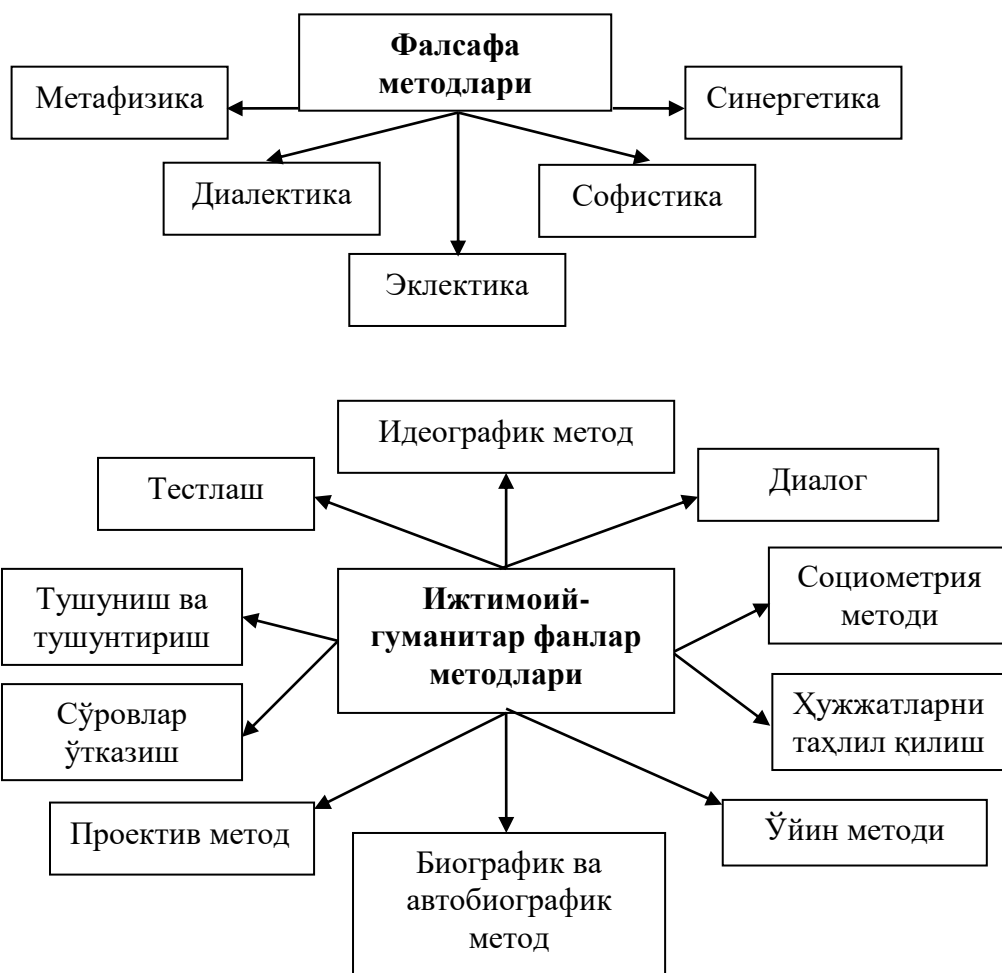 Фалсафа
методлари
Метафизика
Синергетика
Диалектика
Софистика
Эклектика
Идеографик метод
Тестлаш
Диалог
Тушуниш ва
тушунтириш
Ижтимоий-
гуманитар фанлар
методлари
Социометрия
методи
Сўровлар
ўтказиш
Ҳужжатларни
таҳлил қилиш
Проектив метод
Ўйин методи
Биографик ва
автобиографик
метод